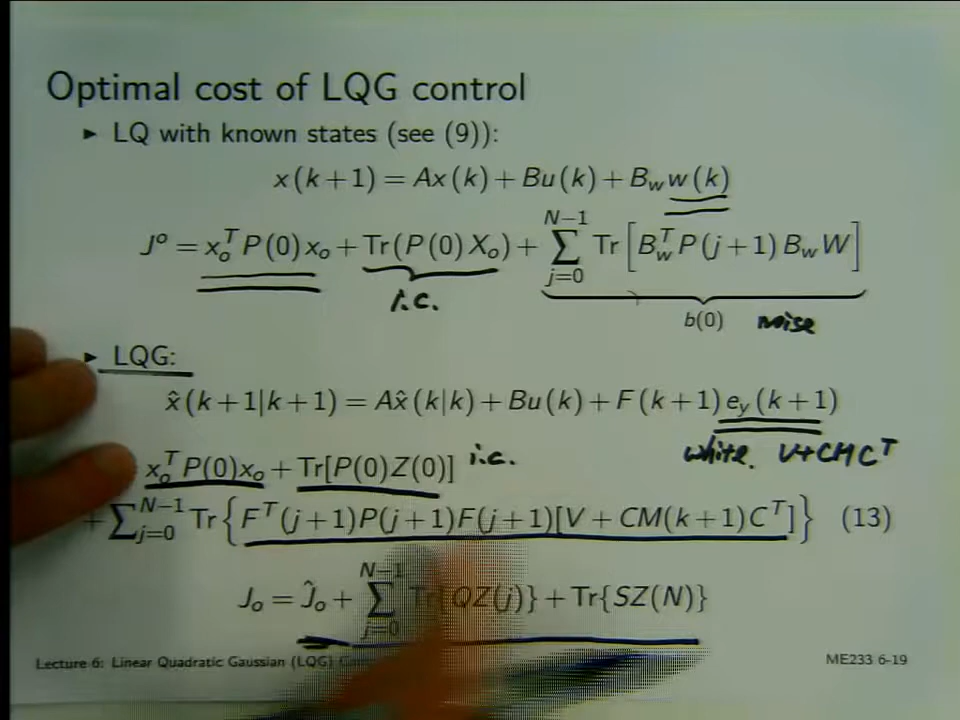 Optimal cost of LQG control
► LQ with known states (see (9)):
x(k+1) = Ax(k) + Bu(k) + B_w w(k)
J^o = x_o^T P(0) x_o + Tr(P(0) X_o) + ∑_{j=0}^{N−1} Tr [B_w^T P(j+1) B_w W]
i.c.
b(0) noise
► LQG:
x̂(k+1|k+1) = Ax̂(k|k) + Bu(k) + F(k+1) e_y(k+1)
white. V+CMC^T
x_o^T P(0) x_o + Tr[P(0)Z(0)] i.c.
+ ∑_{j=0}^{N−1} Tr {F^T(j+1)P(j+1)F(j+1)[V + CM(k+1)C^T]} (13)
J_o = Ĵ_o + ∑_{j=0}^{N−1} Tr{QZ(j)} + Tr{SZ(N)}
Lecture 6: Linear Quadratic Gaussian (LQG)
ME233 6-19